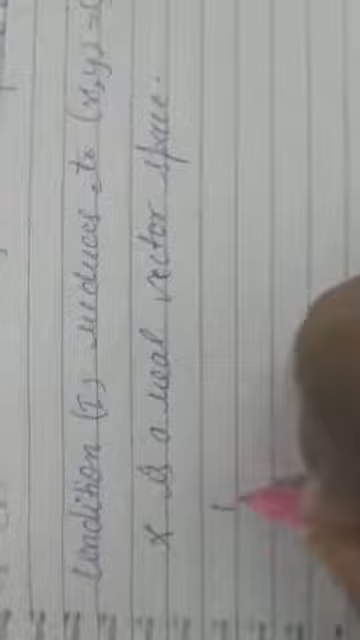 condition (I) reduces to (x,y) =
X is a real vector space.